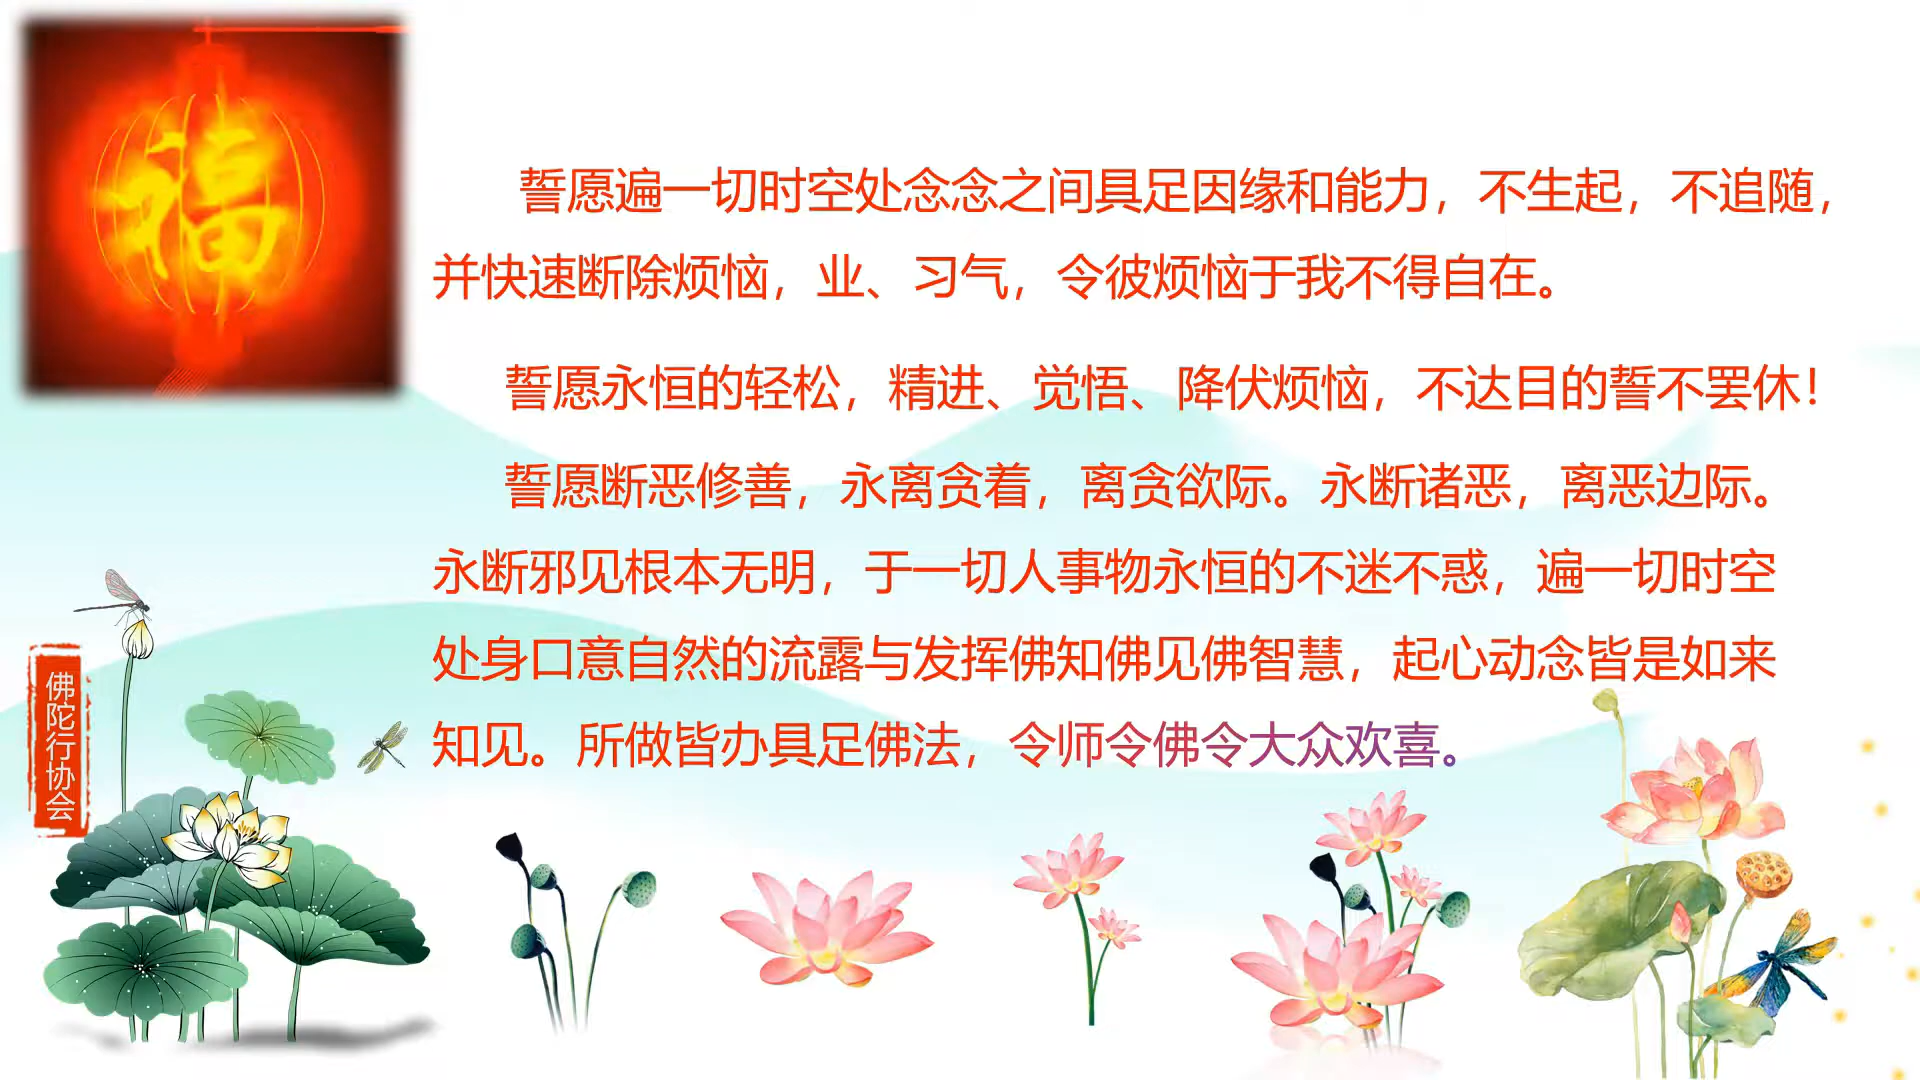 福
誓愿遍一切时空处念念之间具足因缘和能力，不生起，不追随，
并快速断除烦恼，业、习气，令彼烦恼于我不得自在。
誓愿永恒的轻松，精进、觉悟、降伏烦恼，不达目的誓不罢休！
誓愿断恶修善，永离贪着，离贪欲际。永断诸恶，离恶边际。
永断邪见根本无明，于一切人事物永恒的不迷不惑，遍一切时空
处身口意自然的流露与发挥佛知佛见佛智慧，起心动念皆是如来
知见。所做皆办具足佛法，令师令佛令大众欢喜。
佛陀行协会